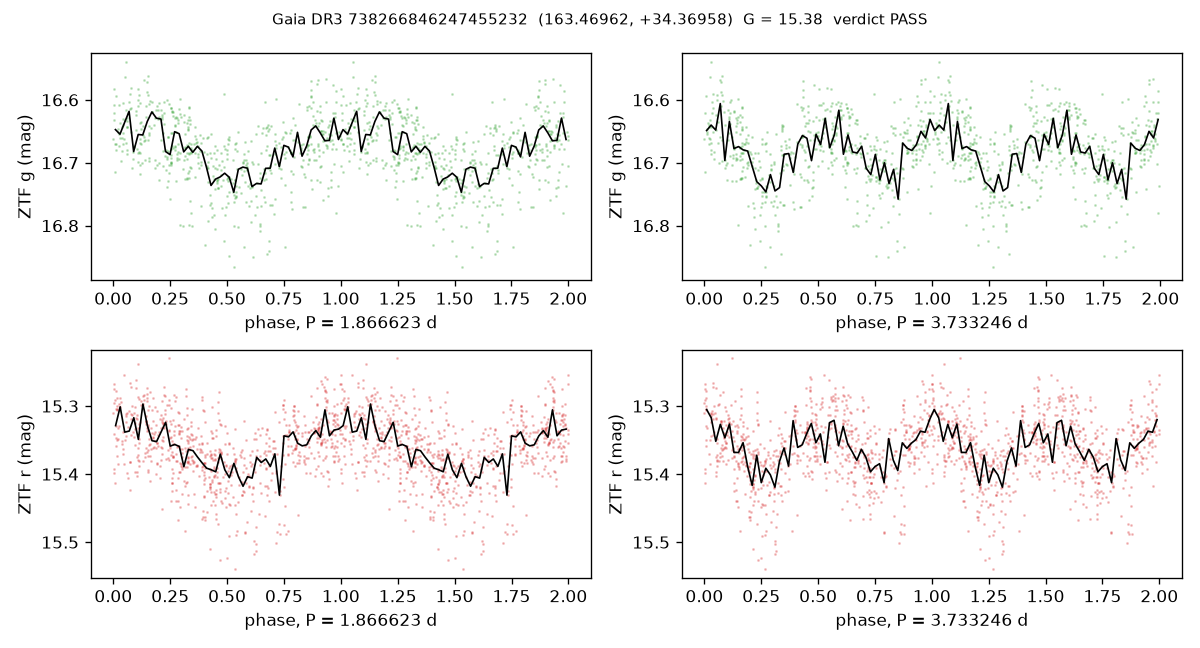 Gaia DR3 738266846247455232  (163.46962, +34.36958)  G = 15.38  verdict PASS
ZTF g (mag)
16.6
16.7
16.8
0.00 0.25 0.50 0.75 1.00 1.25 1.50 1.75 2.00
phase, P = 1.866623 d
ZTF g (mag)
16.6
16.7
16.8
0.00 0.25 0.50 0.75 1.00 1.25 1.50 1.75 2.00
phase, P = 3.733246 d
ZTF r (mag)
15.3
15.4
15.5
0.00 0.25 0.50 0.75 1.00 1.25 1.50 1.75 2.00
phase, P = 1.866623 d
ZTF r (mag)
15.3
15.4
15.5
0.00 0.25 0.50 0.75 1.00 1.25 1.50 1.75 2.00
phase, P = 3.733246 d